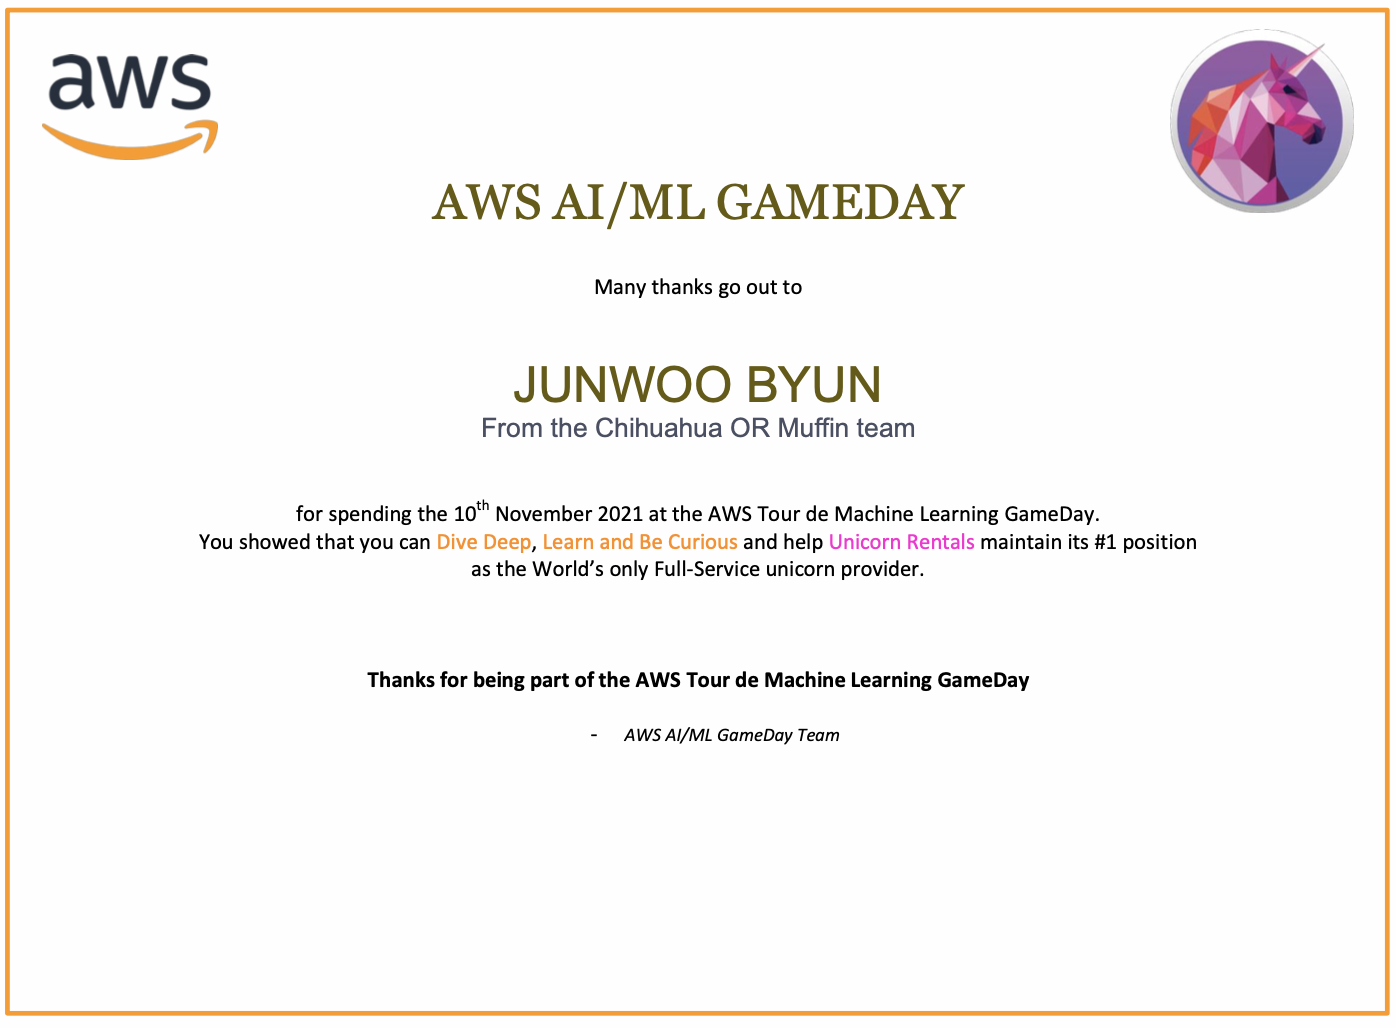 aws
AWS AI/ML GAMEDAY
Many thanks go out to
JUNWOO BYUN
From the Chihuahua OR Muffin team
for spending the 10th November 2021 at the AWS Tour de Machine Learning GameDay.
You showed that you can Dive Deep, Learn and Be Curious and help Unicorn Rentals maintain its #1 position
as the World’s only Full-Service unicorn provider.
Thanks for being part of the AWS Tour de Machine Learning GameDay
- AWS AI/ML GameDay Team